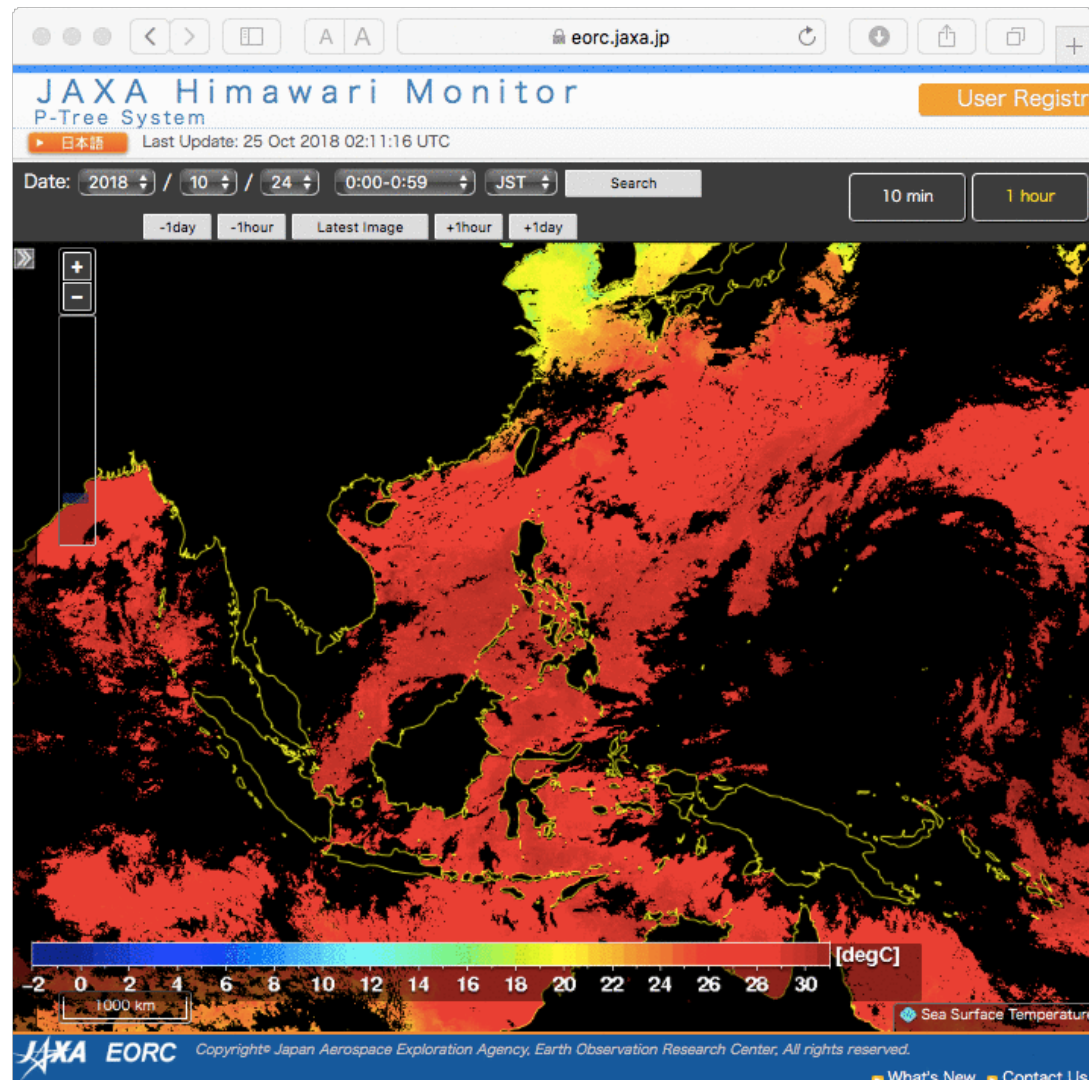 A A eorc.jaxa.jp
JAXA Himawari Monitor
P-Tree System
User Registr
日本語 Last Update: 25 Oct 2018 02:11:16 UTC
Date: 2018 / 10 / 24 0:00-0:59 JST Search
10 min 1 hour
-1day -1hour Latest Image +1hour +1day
+
−
[degC]
-2 0 2 4 6 8 10 12 14 16 18 20 22 24 26 28 30
1000 km
Sea Surface Temperature
JAXA EORC Copyright© Japan Aerospace Exploration Agency, Earth Observation Research Center, All rights reserved.
What's New Contact Us